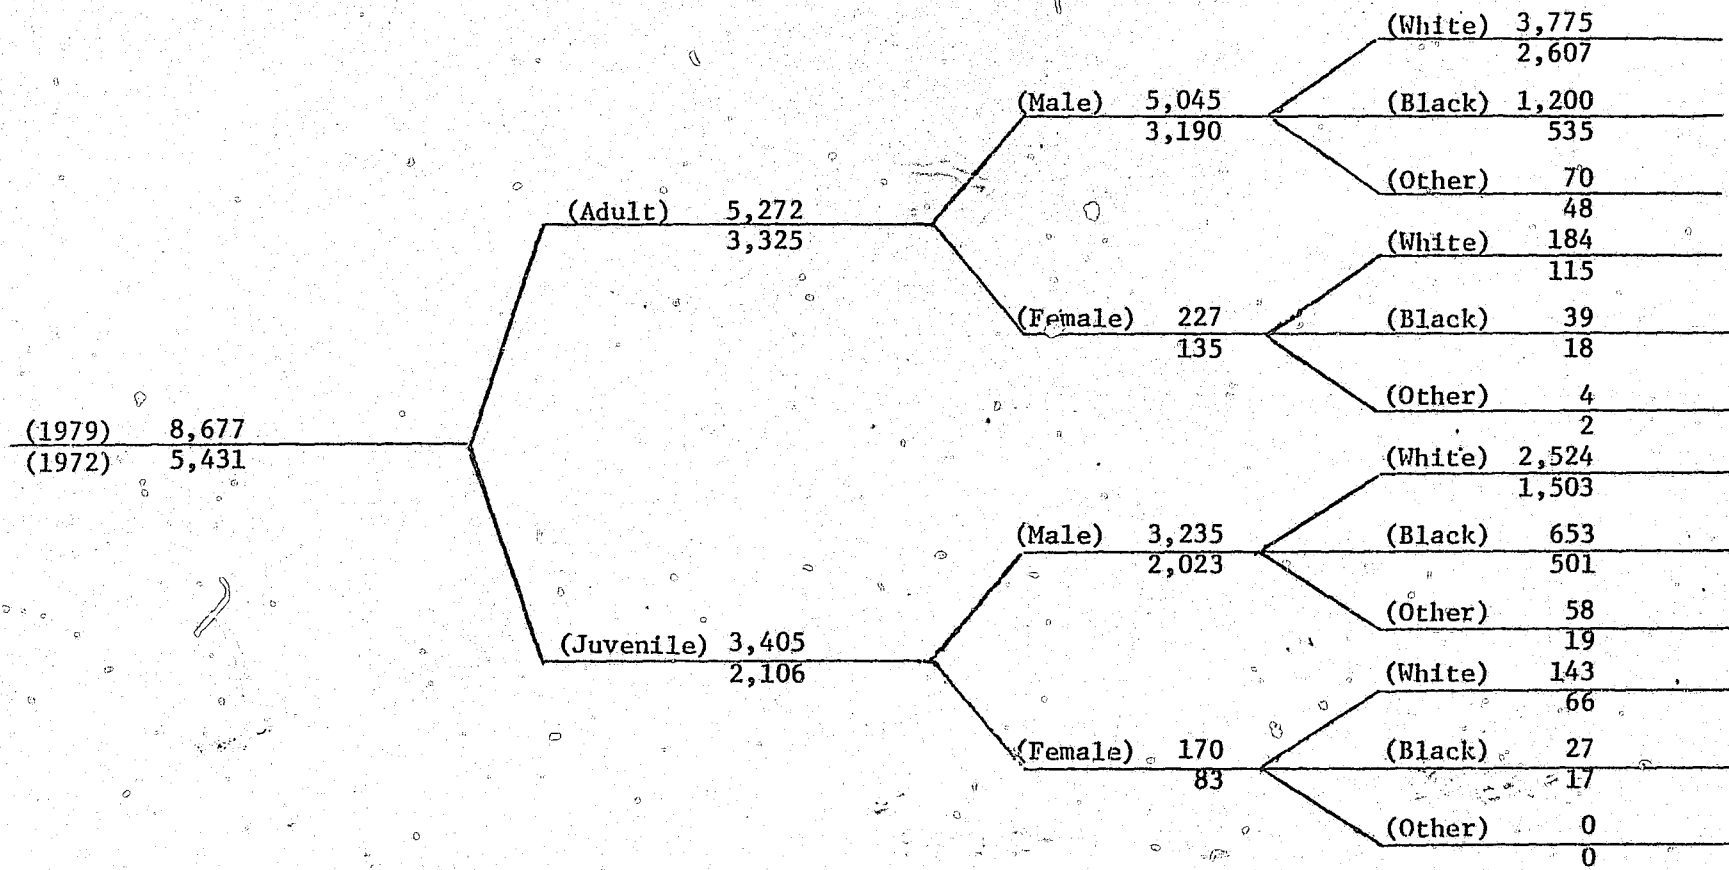 (White) 3,775
2,607
(Male) 5,045
3,190
(Black) 1,200
535
(Other) 70
48
(Adult) 5,272
3,325
(White) 184
115
(Female) 227
135
(Black) 39
18
(Other) 4
2
(1979) 8,677
(1972) 5,431
(White) 2,524
1,503
(Male) 3,235
2,023
(Black) 653
501
(Other) 58
19
(Juvenile) 3,405
2,106
(White) 143
66
(Female) 170
83
(Black) 27
17
(Other) 0
0